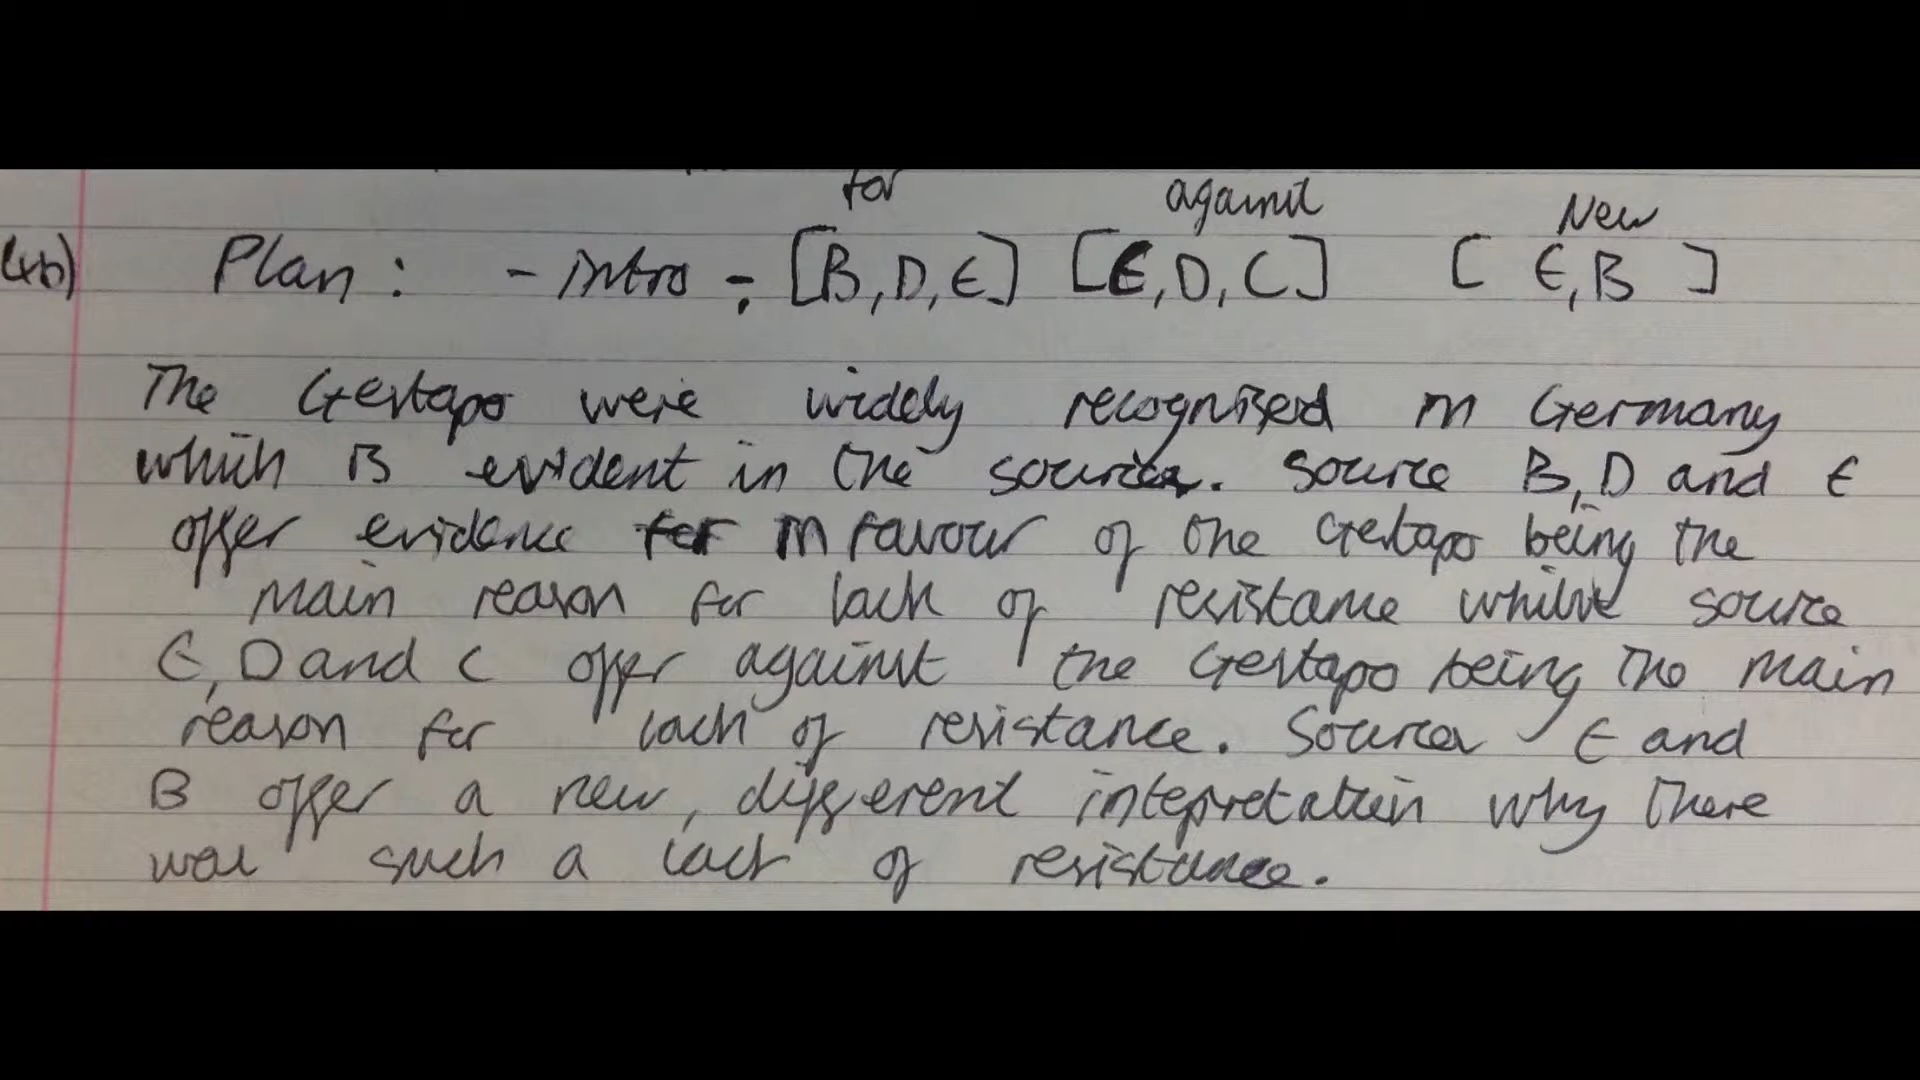 for against New
4b) Plan : - intro - [B, D, E] [E, D, C] [E, B]
The Gestapo were widely recognised in Germany
which is evident in the sources. Source B, D and E
offer evidence for in favour of the Gestapo being the
main reason for lack of resistance whilst source
E, D and C offer against the Gestapo being the main
reason for lack of resistance. Sources E and
B offer a new, different intepretation why there
was such a lack of resistance.